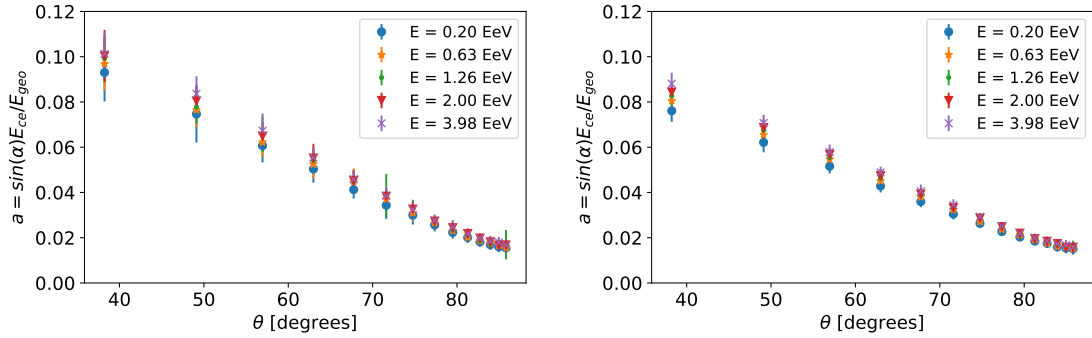 0.12
0.10
0.08
0.06
0.04
0.02
0.00
a = sin(α)E_ce/E_geo
40 50 60 70 80
θ [degrees]
E = 0.20 EeV
E = 0.63 EeV
E = 1.26 EeV
E = 2.00 EeV
E = 3.98 EeV
0.12
0.10
0.08
0.06
0.04
0.02
0.00
a = sin(α)E_ce/E_geo
40 50 60 70 80
θ [degrees]
E = 0.20 EeV
E = 0.63 EeV
E = 1.26 EeV
E = 2.00 EeV
E = 3.98 EeV